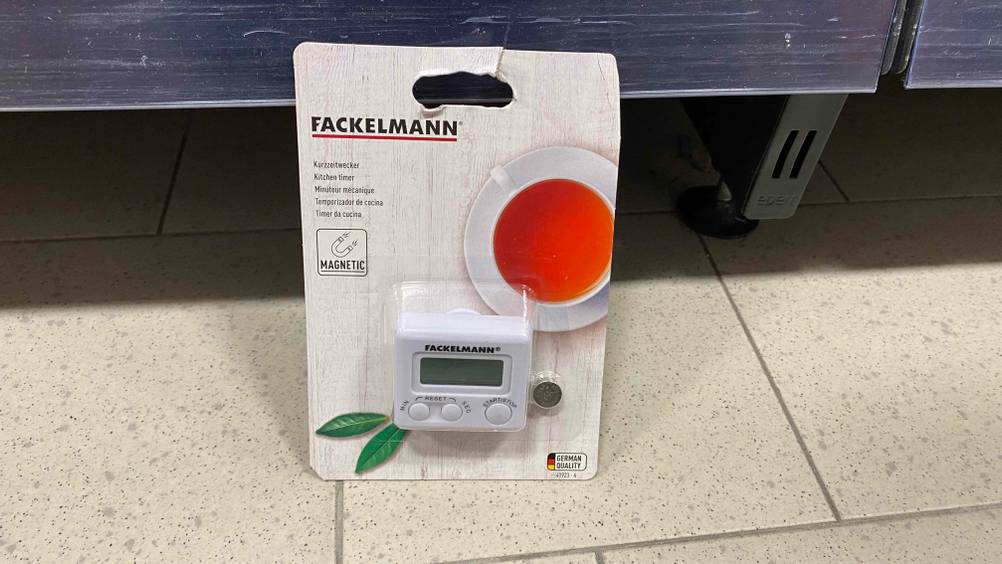 FACKELMANN®
Kurzzeitwecker
Kitchen timer
Minuteur mécanique
Temporizador de cocina
Timer da cucina
MAGNETIC
FACKELMANN®
MIN RESET SEC START/STOP
GERMAN
QUALITY